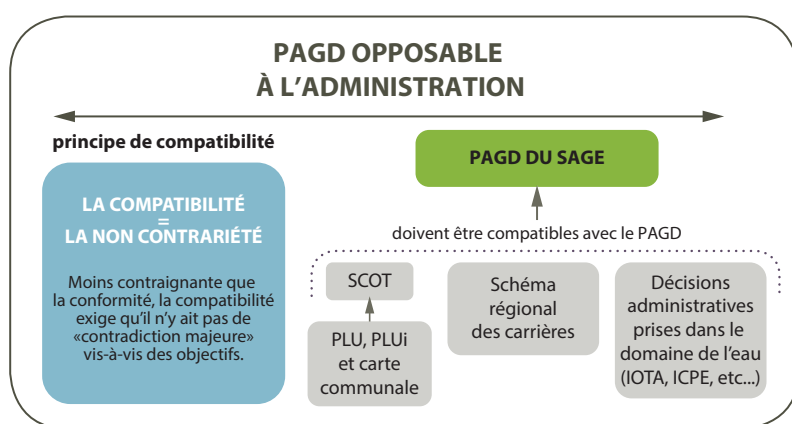 PAGD OPPOSABLE
À L’ADMINISTRATION
principe de compatibilité
LA COMPATIBILITÉ
=
LA NON CONTRARIÉTÉ
Moins contraignante que
la conformité, la compatibilité
exige qu’il n’y ait pas de
«contradiction majeure»
vis-à-vis des objectifs.
PAGD DU SAGE
doivent être compatibles avec le PAGD
SCOT
PLU, PLUi
et carte
communale
Schéma
régional
des carrières
Décisions
administratives
prises dans le
domaine de l’eau
(IOTA, ICPE, etc...)